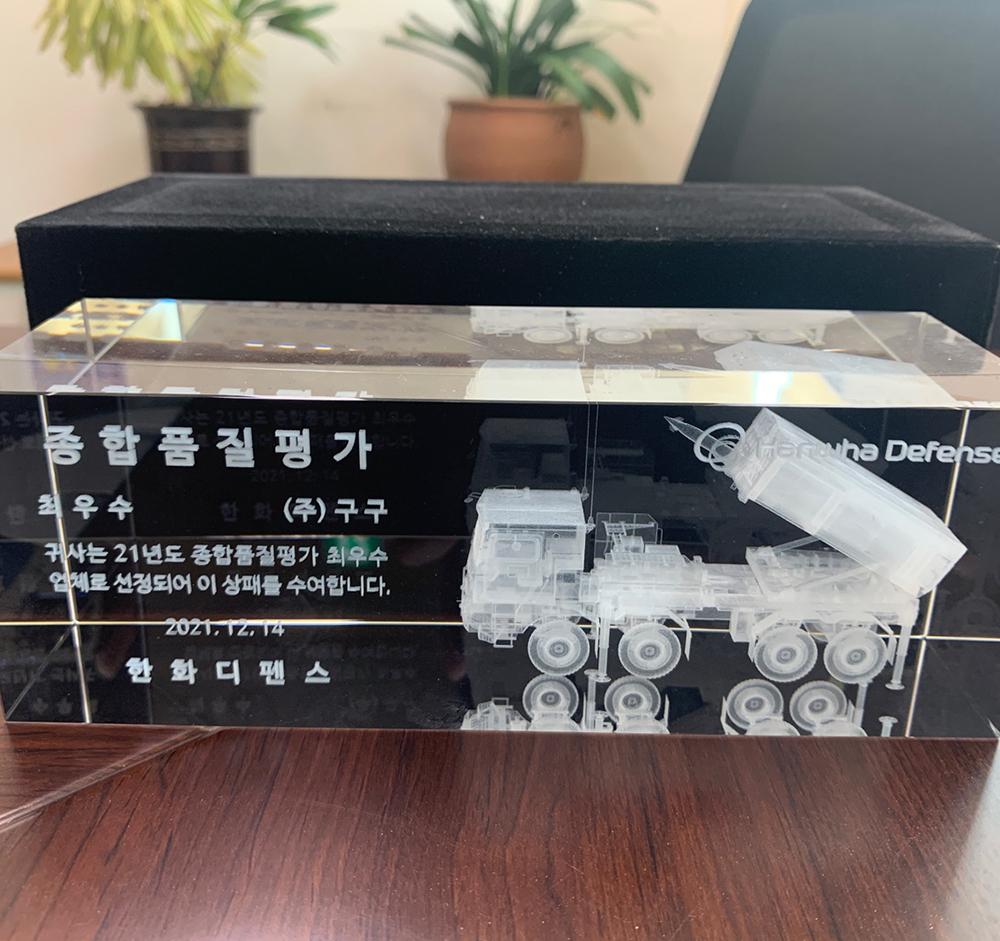 종합품질평가
최우수 (주)구구
귀사는 21년도 종합품질평가 최우수
업체로 선정되어 이 상패를 수여합니다.
2021.12.14
한화디펜스
Hanwha Defense